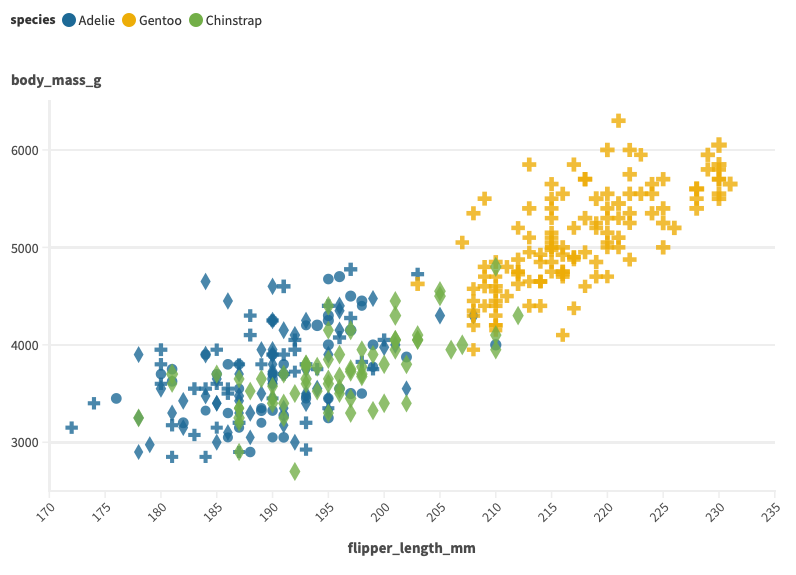 species Adelie Gentoo Chinstrap
body_mass_g
6000
5000
4000
3000
170 175 180 185 190 195 200 205 210 215 220 225 230 235
flipper_length_mm